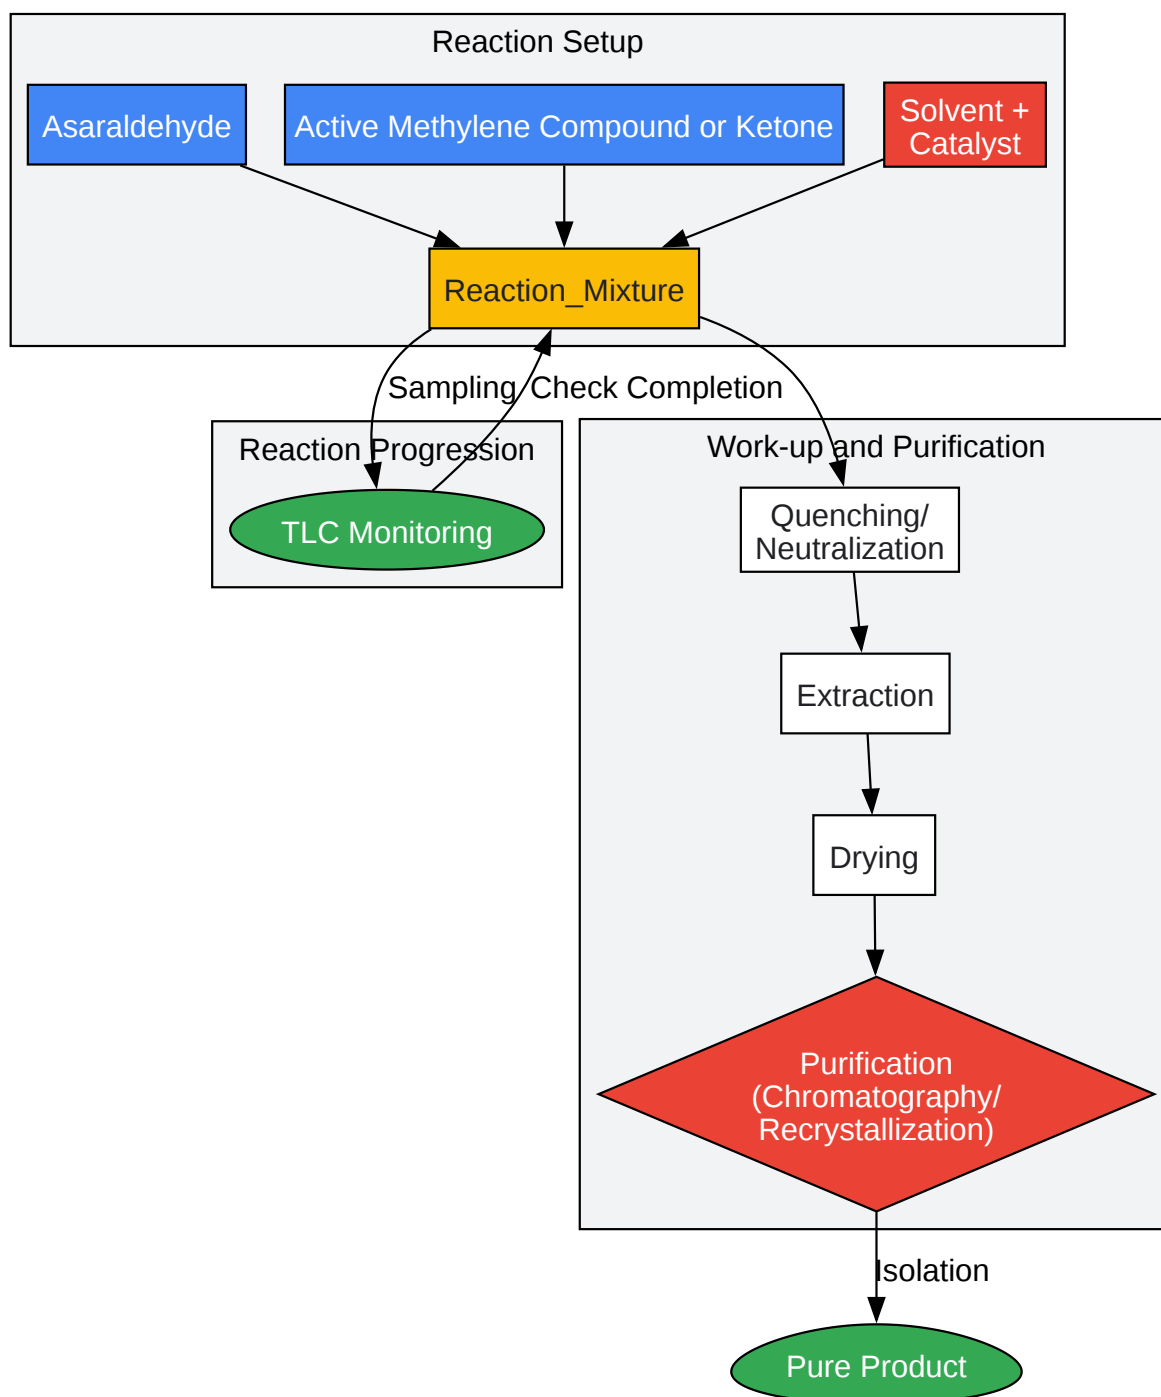 Reaction Setup
Asaraldehyde
Active Methylene Compound or Ketone
Solvent +
Catalyst
Reaction_Mixture
Sampling
Check Completion
Reaction Progression
TLC Monitoring
Work-up and Purification
Quenching/
Neutralization
Extraction
Drying
Purification
(Chromatography/
Recrystallization)
Isolation
Pure Product